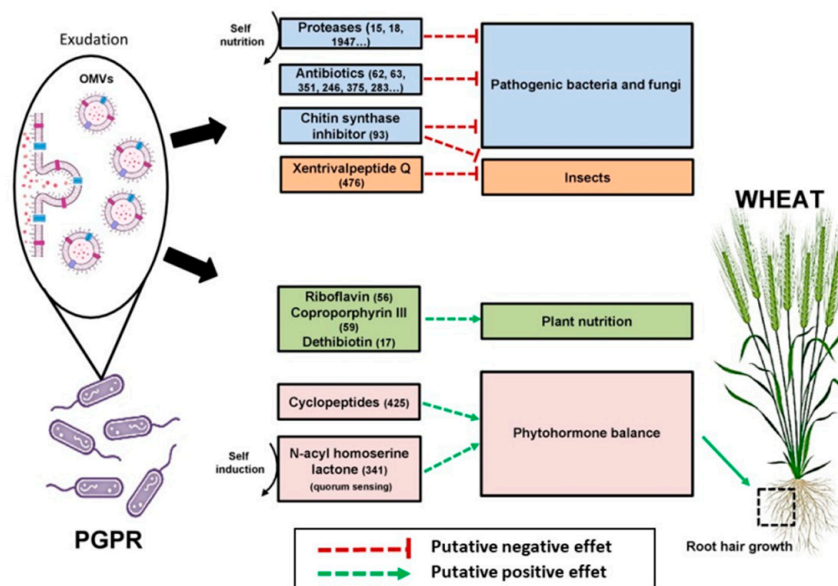 Exudation
OMVs
Self
nutrition
Proteases (15, 18,
1947...)
Antibiotics (62, 63,
351, 246, 375, 283...)
Chitin synthase
inhibitor (93)
Xentrivalpeptide Q
(476)
Pathogenic bacteria and fungi
Insects
WHEAT
Riboflavin (56)
Coproporphyrin III
(59)
Dethibiotin (17)
Plant nutrition
Cyclopeptides (425)
Self
induction
N-acyl homoserine
lactone (341)
(quorum sensing)
Phytohormone balance
PGPR
Root hair growth
Putative negative effet
Putative positive effet